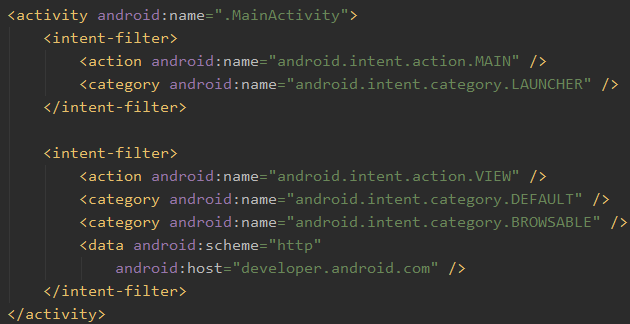 <activity android:name=".MainActivity">
    <intent-filter>
        <action android:name="android.intent.action.MAIN" />
        <category android:name="android.intent.category.LAUNCHER" />
    </intent-filter>

    <intent-filter>
        <action android:name="android.intent.action.VIEW" />
        <category android:name="android.intent.category.DEFAULT" />
        <category android:name="android.intent.category.BROWSABLE" />
        <data android:scheme="http"
            android:host="developer.android.com" />
    </intent-filter>
</activity>